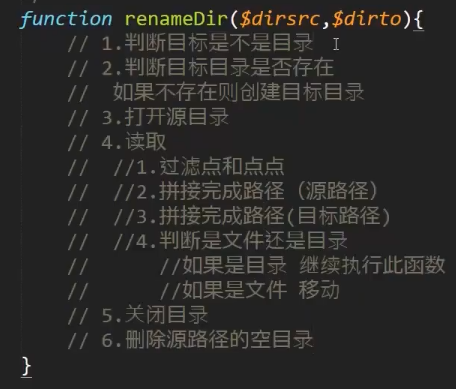 function renameDir($dirsrc,$dirto){
// 1.判断目标是不是目录
// 2.判断目标目录是否存在
// 如果不存在则创建目标目录
// 3.打开源目录
// 4.读取
// //1.过滤点和点点
// //2.拼接完成路径（源路径）
// //3.拼接完成路径(目标路径)
// //4.判断是文件还是目录
// //如果是目录 继续执行此函数
// //如果是文件 移动
// 5.关闭目录
// 6.删除源路径的空目录
}